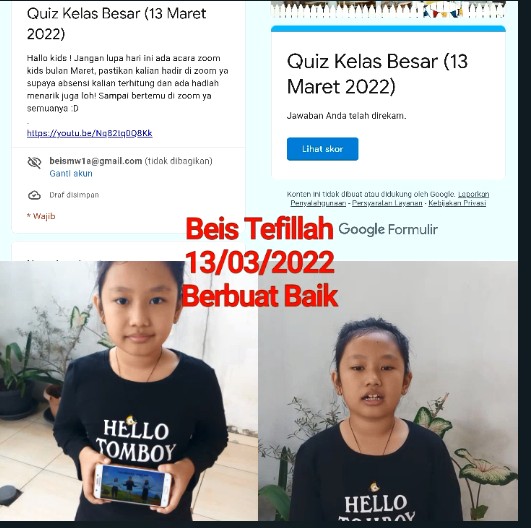 Quiz Kelas Besar (13 Maret
2022)
Hallo kids ! Jangan lupa hari ini ada acara zoom
kids bulan Maret, pastikan kalian hadir di zoom ya
supaya absensi kalian terhitung dan ada hadiah
menarik juga loh! Sampai bertemu di zoom ya
semuanya :D
https://youtu.be/Nq82tq0Q8Kk
beismw1a@gmail.com (tidak dibagikan)
Ganti akun
Draf disimpan
* Wajib
Quiz Kelas Besar (13
Maret 2022)
Jawaban Anda telah direkam.
Lihat skor
Konten ini tidak dibuat atau didukung oleh Google. Laporkan
Penyalahgunaan - Persyaratan Layanan - Kebijakan Privasi
Google Formulir
Beis Tefillah
13/03/2022
Berbuat Baik
HELLO
TOMBOY
HELLO
TOMBOY